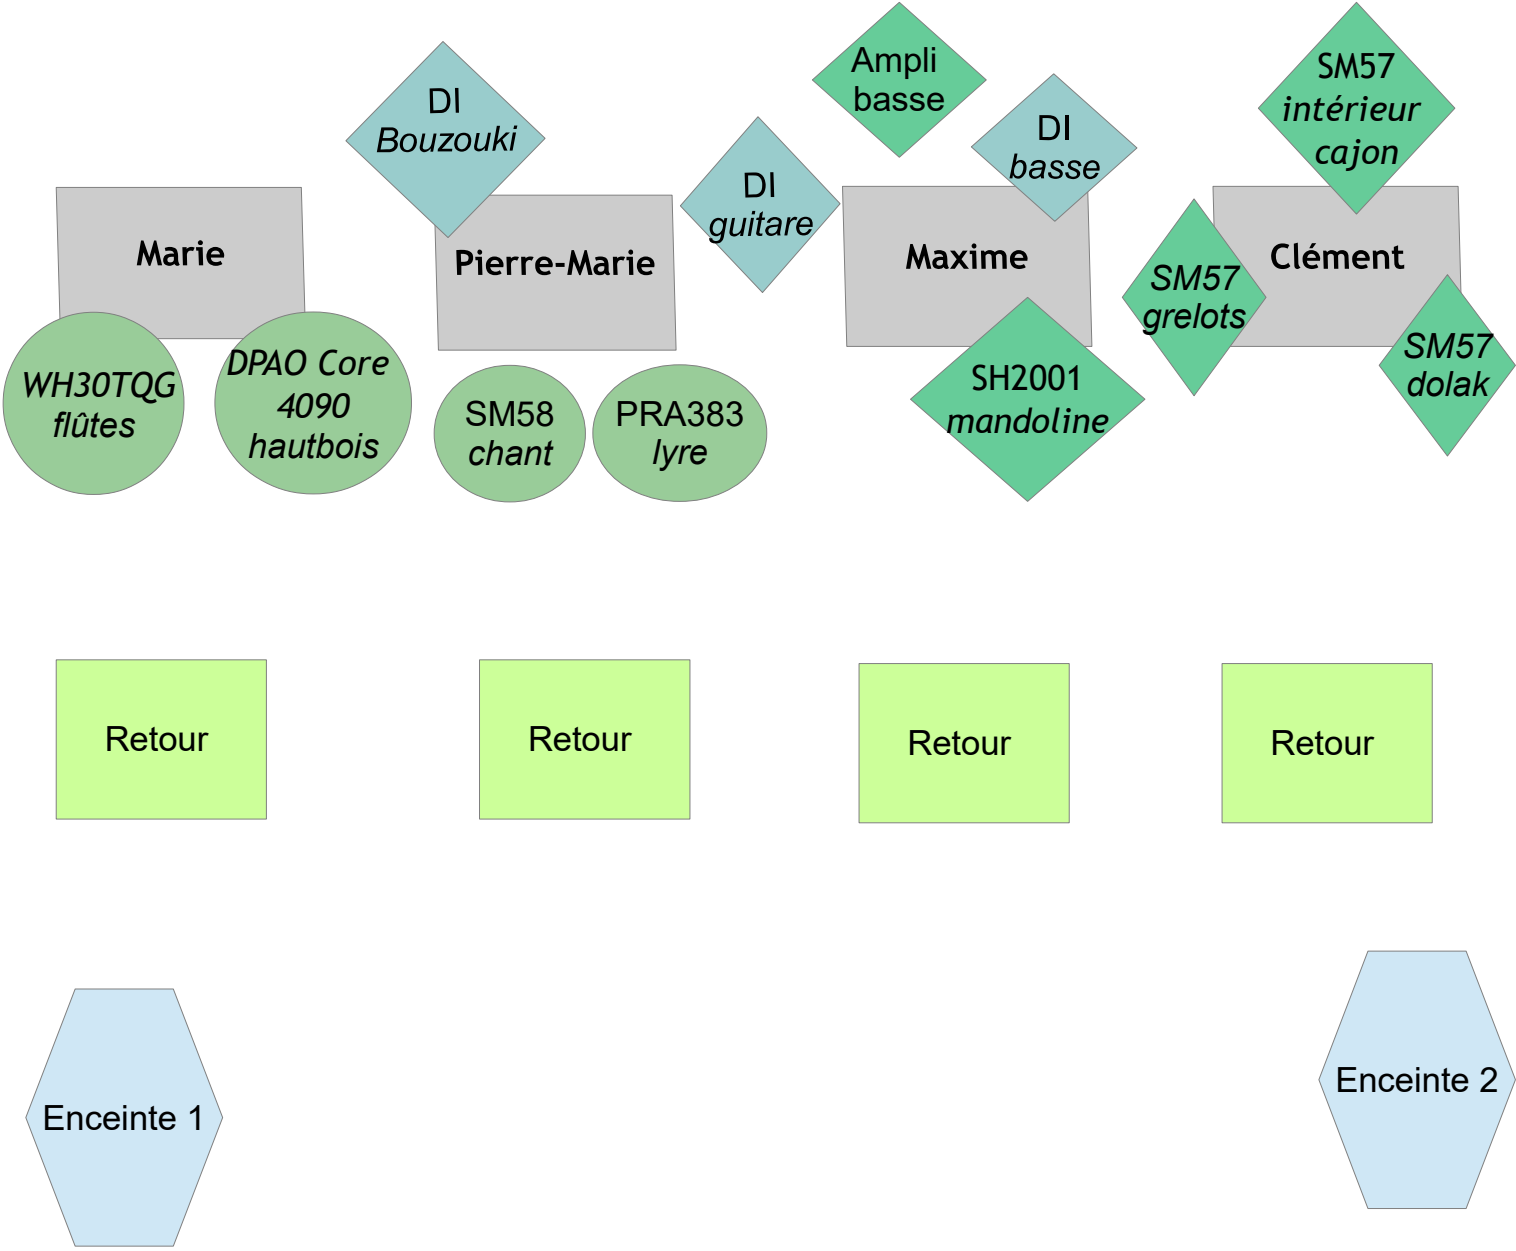 DI
Bouzouki
DI
guitare
Ampli
basse
DI
basse
SM57
intérieur
cajon
Marie
Pierre-Marie
Maxime
Clément
WH30TQG
flûtes
DPAO Core
4090
hautbois
SM58
chant
PRA383
lyre
SH2001
mandoline
SM57
grelots
SM57
dolak
Retour
Retour
Retour
Retour
Enceinte 1
Enceinte 2